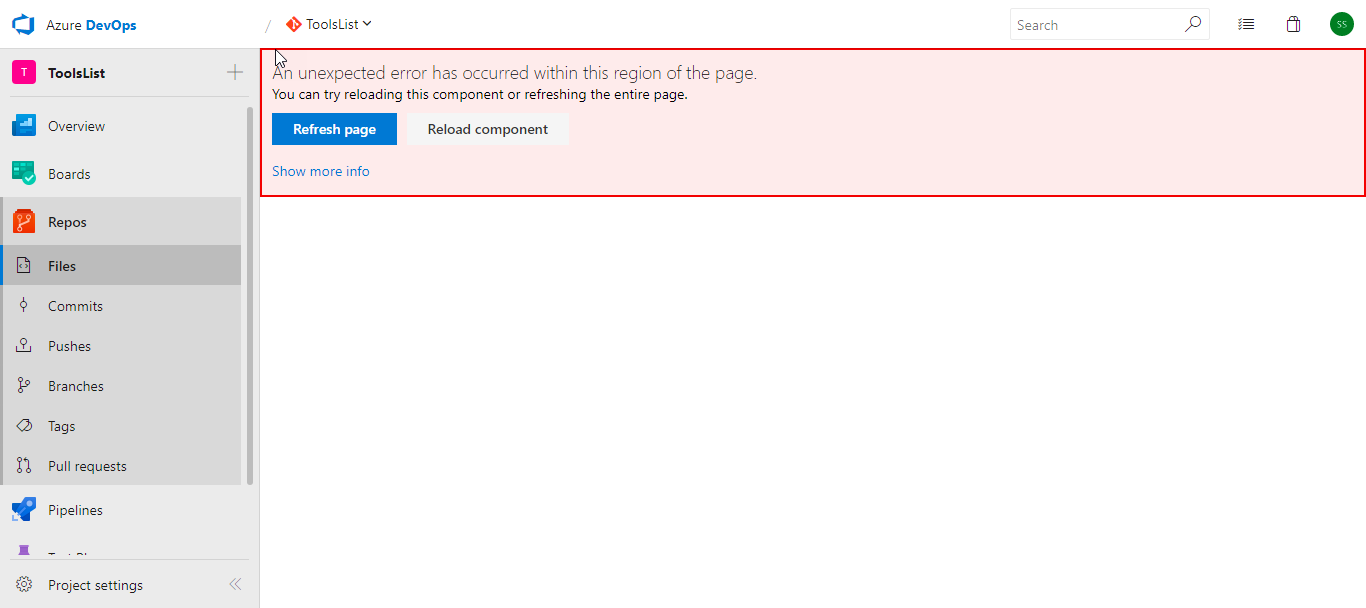 Azure DevOps
/ ToolsList
Search
SS
T ToolsList
An unexpected error has occurred within this region of the page.
You can try reloading this component or refreshing the entire page.
Refresh page
Reload component
Show more info
Overview
Boards
Repos
Files
Commits
Pushes
Branches
Tags
Pull requests
Pipelines
Project settings